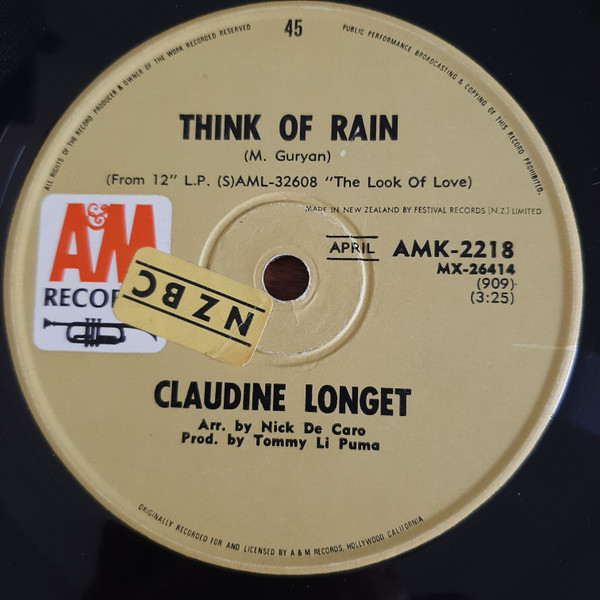 45
ALL RIGHTS OF THE RECORD PRODUCER & OWNER OF THE WORK RECORDED RESERVED
PUBLIC PERFORMANCE BROADCASTING & COPYING OF THIS RECORD PROHIBITED.
THINK OF RAIN
(M. Guryan)
(From 12" L.P. (S)AML-32608 "The Look Of Love)
MADE IN NEW ZEALAND BY FESTIVAL RECORDS (N.Z.) LIMITED
A&M
RECO
NZBC
APRIL
AMK-2218
MX-26414
(909)
(3:25)
CLAUDINE LONGET
Arr. by Nick De Caro
Prod. by Tommy Li Puma
ORIGINALLY RECORDED FOR AND LICENSED BY A & M RECORDS, HOLLYWOOD CALIFORNIA